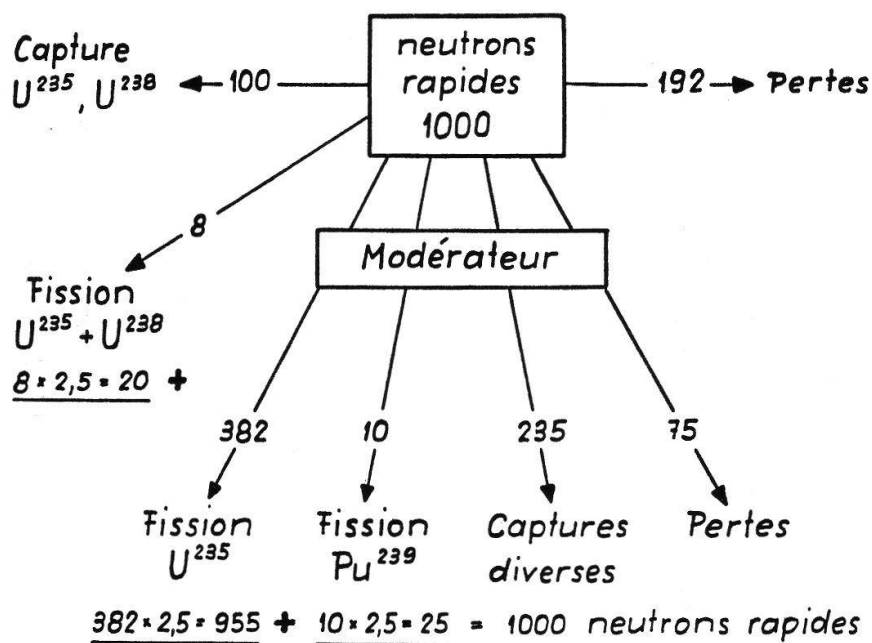 neutrons
rapides
1000
Capture
U²³⁵, U²³⁸
100
192
Pertes
8
Modérateur
Fission
U²³⁵ + U²³⁸
8 × 2,5 = 20 +
382
10
235
75
Fission
U²³⁵
Fission
Pu²³⁹
Captures
diverses
Pertes
382 × 2,5 = 955 + 10 × 2,5 = 25 = 1000 neutrons rapides